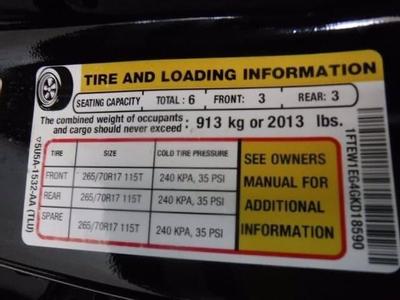 TIRE AND LOADING INFORMATION
SEATING CAPACITY TOTAL: 6 FRONT: 3 REAR: 3
The combined weight of occupants
and cargo should never exceed: 913 kg or 2013 lbs.
TIRE SIZE COLD TIRE PRESSURE
FRONT 265/70R17 115T 240 KPA, 35 PSI
REAR 265/70R17 115T 240 KPA, 35 PSI
SPARE 265/70R17 115T 240 KPA, 35 PSI
SEE OWNERS
MANUAL FOR
ADDITIONAL
INFORMATION
1FTEW1EG4GKD18590